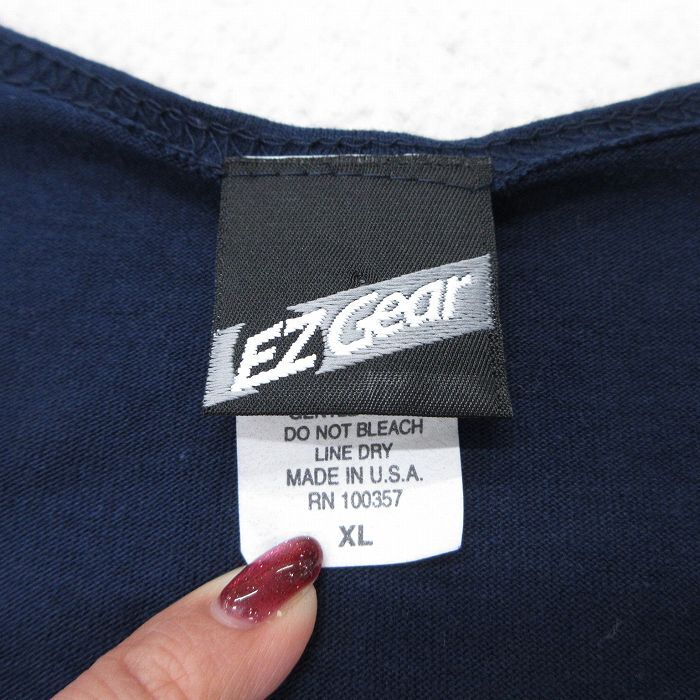 EZ Gear
DO NOT BLEACH
LINE DRY
MADE IN U.S.A.
RN 100357
XL